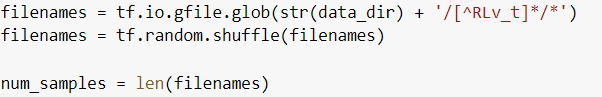 filenames = tf.io.gfile.glob(str(data_dir) + '/[^RLv_t]*/*')
filenames = tf.random.shuffle(filenames)
num_samples = len(filenames)